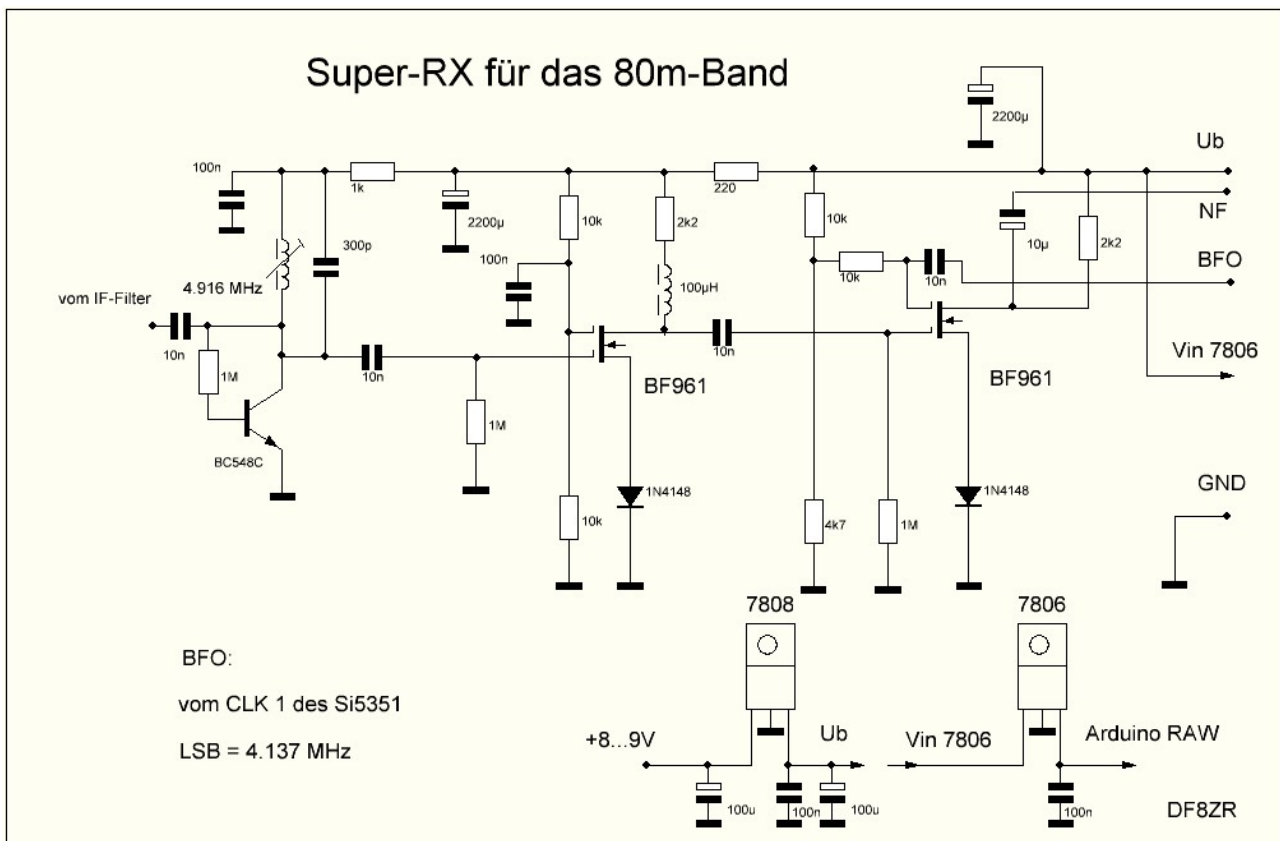 Super-RX für das 80m-Band
2200µ
Ub
100n
1k
220
NF
10k
2k2
10k
2200µ
10µ
2k2
300p
BFO
100n
10k
10n
4.916 MHz
100µH
vom IF-Filter
10n
10n
10n
Vin 7806
1M
BF961
BF961
1M
BC548C
1N4148
1N4148
GND
10k
4k7
1M
7808
7806
BFO:
vom CLK 1 des Si5351
LSB = 4.137 MHz
+8...9V
Ub
Vin 7806
Arduino RAW
100u
100n
100u
100n
DF8ZR